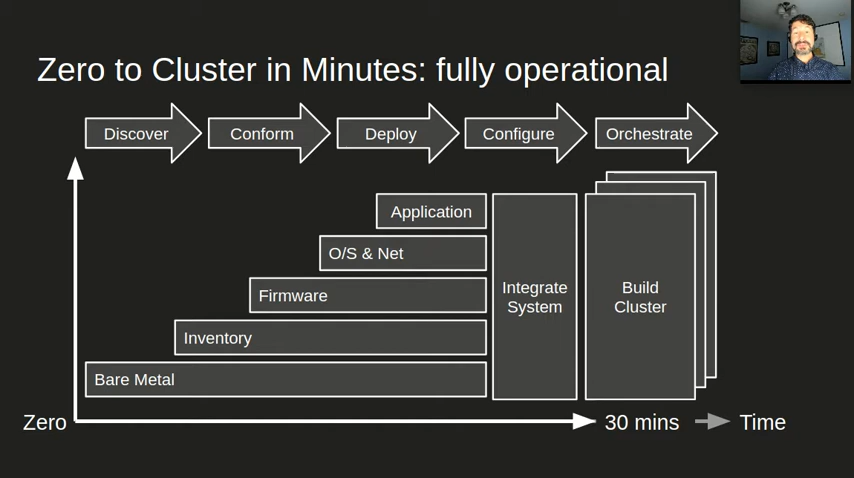 Zero to Cluster in Minutes: fully operational
Discover
Conform
Deploy
Configure
Orchestrate
Application
O/S & Net
Firmware
Inventory
Bare Metal
Integrate
System
Build
Cluster
Zero
30 mins
Time